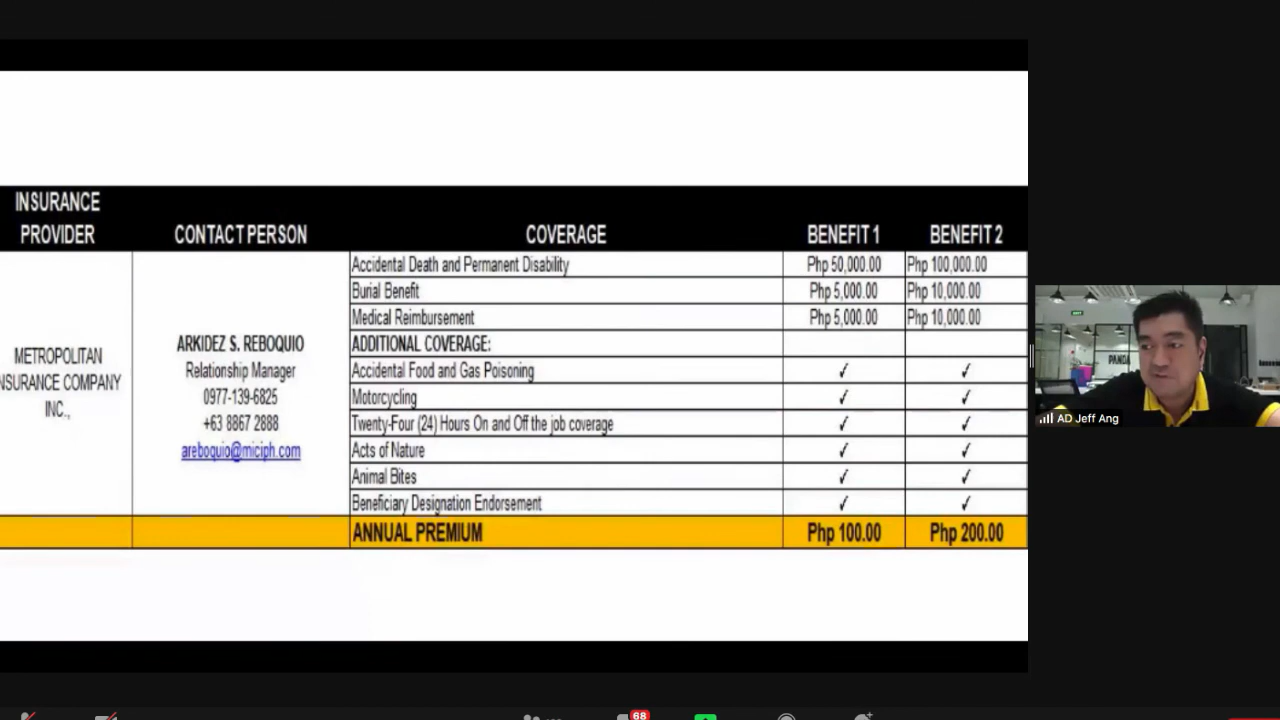 INSURANCE
PROVIDER
CONTACT PERSON
COVERAGE
BENEFIT 1
BENEFIT 2
METROPOLITAN
NSURANCE COMPANY
INC.,
ARKIDEZ S. REBOQUIO
Relationship Manager
0977-139-6825
+63 8867 2888
areboquio@miciph.com
Accidental Death and Permanent Disability Php 50,000.00 Php 100,000.00
Burial Benefit Php 5,000.00 Php 10,000.00
Medical Reimbursement Php 5,000.00 Php 10,000.00
ADDITIONAL COVERAGE:
Accidental Food and Gas Poisoning ✓ ✓
Motorcycling ✓ ✓
Twenty-Four (24) Hours On and Off the job coverage ✓ ✓
Acts of Nature ✓ ✓
Animal Bites ✓ ✓
Beneficiary Designation Endorsement ✓ ✓
ANNUAL PREMIUM Php 100.00 Php 200.00
PANDA
AD Jeff Ang
68